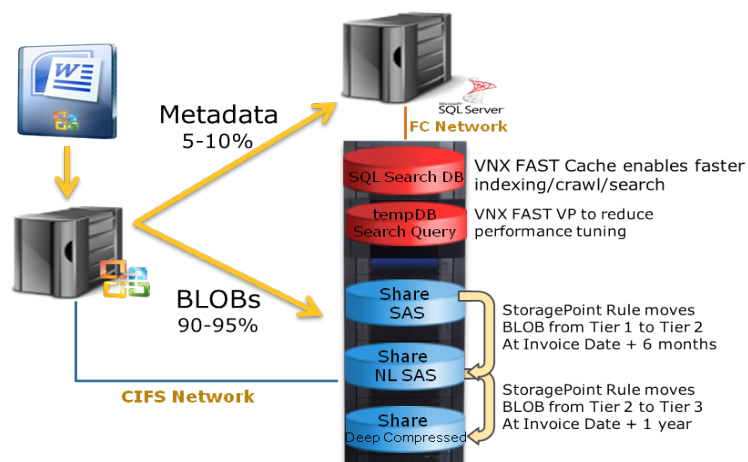 W
Metadata
5-10%
Microsoft
SQL Server
FC Network
SQL Search DB
VNX FAST Cache enables faster
indexing/crawl/search
tempDB
Search Query
VNX FAST VP to reduce
performance tuning
BLOBs
90-95%
Share
SAS
StoragePoint Rule moves
BLOB from Tier 1 to Tier 2
At Invoice Date + 6 months
Share
NL SAS
CIFS Network
StoragePoint Rule moves
BLOB from Tier 2 to Tier 3
At Invoice Date + 1 year
Share
Deep Compressed